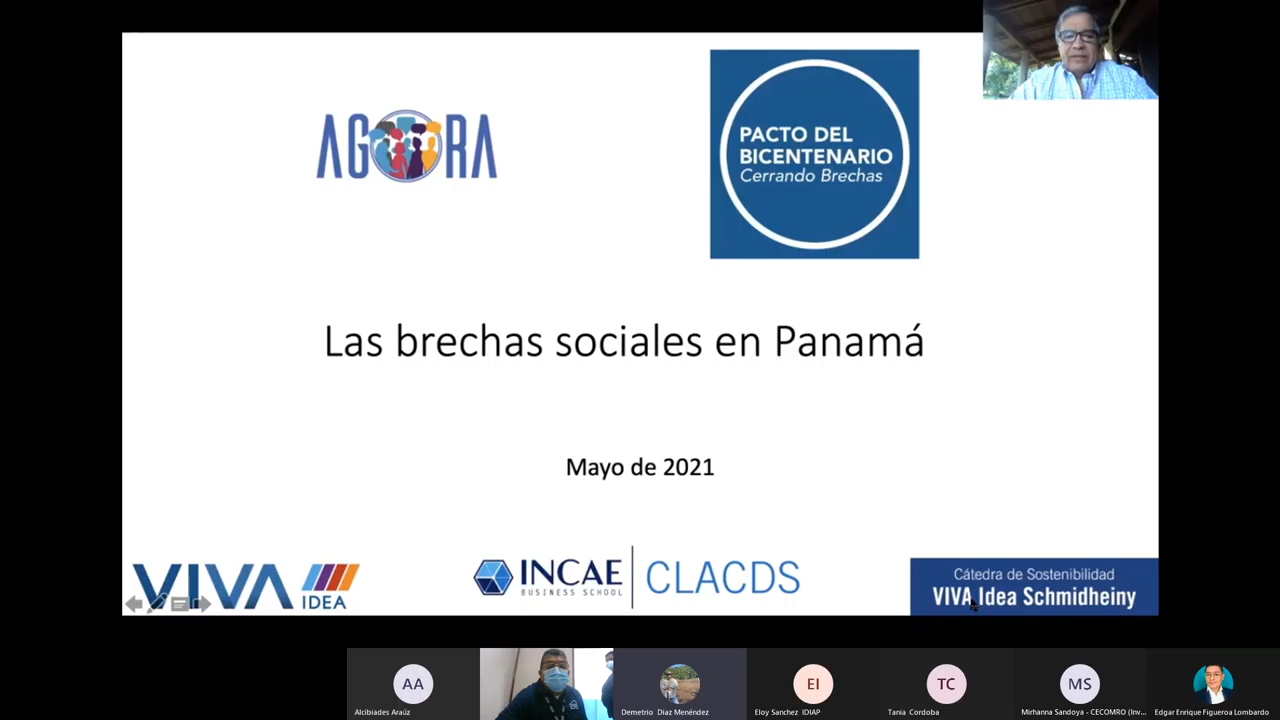 AGORA
PACTO DEL
BICENTENARIO
Cerrando Brechas
Las brechas sociales en Panamá
Mayo de 2021
VIVA
IDEA
INCAE
BUSINESS SCHOOL
CLACDS
Cátedra de Sostenibilidad
VIVA Idea Schmidheiny
AA
EI
TC
MS
Alcibiades Araúz
Demetrio Diaz Menéndez
Eloy Sanchez IDIAP
Tania Cordoba
Mirhanna Sandoya - CECOMRO (Inv...
Edgar Enrique Figueroa Lombardo